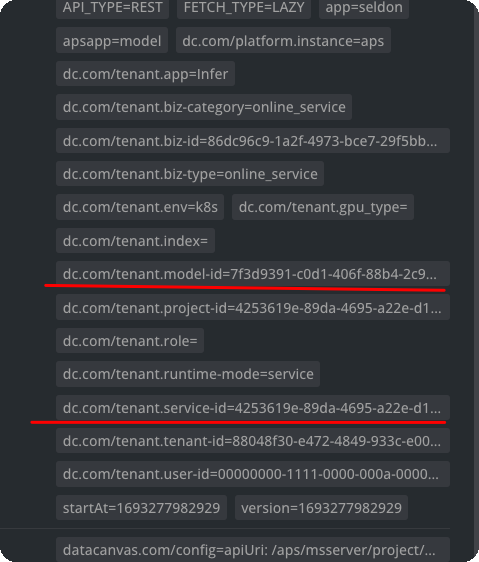 API_TYPE=REST FETCH_TYPE=LAZY app=seldon
apsapp=model dc.com/platform.instance=aps
dc.com/tenant.app=Infer
dc.com/tenant.biz-category=online_service
dc.com/tenant.biz-id=86dc96c9-1a2f-4973-bce7-29f5bb...
dc.com/tenant.biz-type=online_service
dc.com/tenant.env=k8s dc.com/tenant.gpu_type=
dc.com/tenant.index=
dc.com/tenant.model-id=7f3d9391-c0d1-406f-88b4-2c9...
dc.com/tenant.project-id=4253619e-89da-4695-a22e-d1...
dc.com/tenant.role=
dc.com/tenant.runtime-mode=service
dc.com/tenant.service-id=4253619e-89da-4695-a22e-d1...
dc.com/tenant.tenant-id=88048f30-e472-4849-933c-e00...
dc.com/tenant.user-id=00000000-1111-0000-000a-0000...
startAt=1693277982929 version=1693277982929
datacanvas.com/config=apiUri: /aps/msserver/project/...